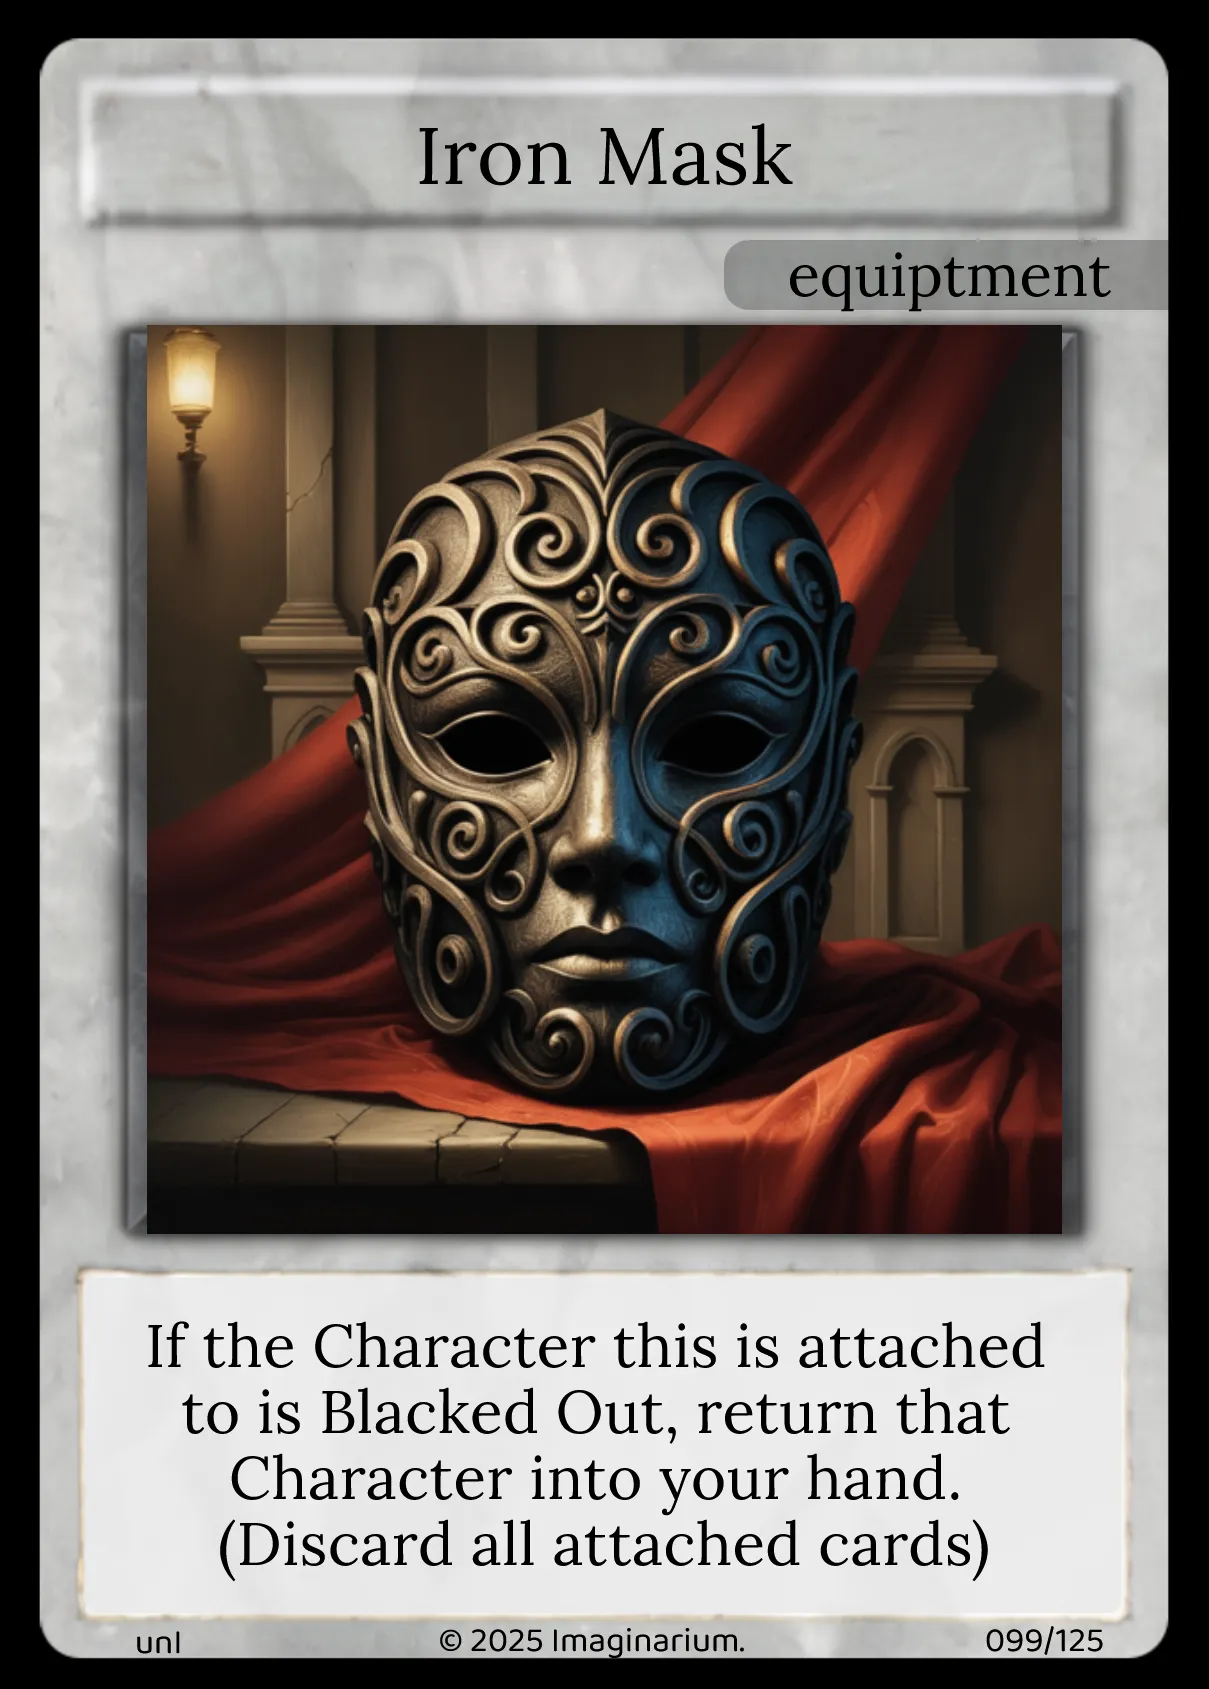 Iron Mask
equiptment
If the Character this is attached
to is Blacked Out, return that
Character into your hand.
(Discard all attached cards)
unl
© 2025 Imaginarium.
099/125